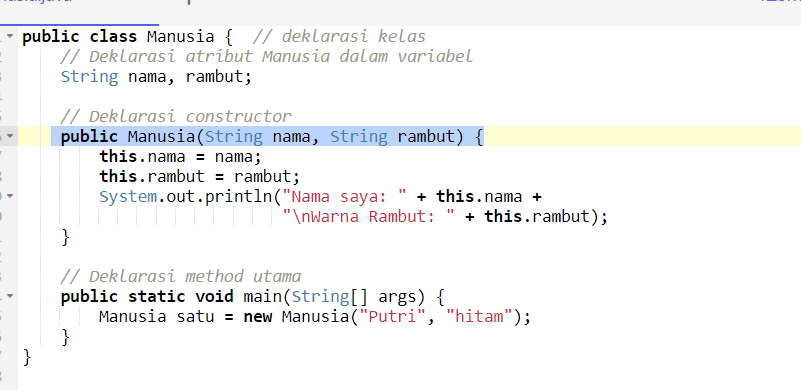 public class Manusia {  // deklarasi kelas
    // Deklarasi atribut Manusia dalam variabel
    String nama, rambut;
    // Deklarasi constructor
    public Manusia(String nama, String rambut) {
        this.nama = nama;
        this.rambut = rambut;
        System.out.println("Nama saya: " + this.nama +
                           "\nWarna Rambut: " + this.rambut);
    }
    // Deklarasi method utama
    public static void main(String[] args) {
        Manusia satu = new Manusia("Putri", "hitam");
    }
}